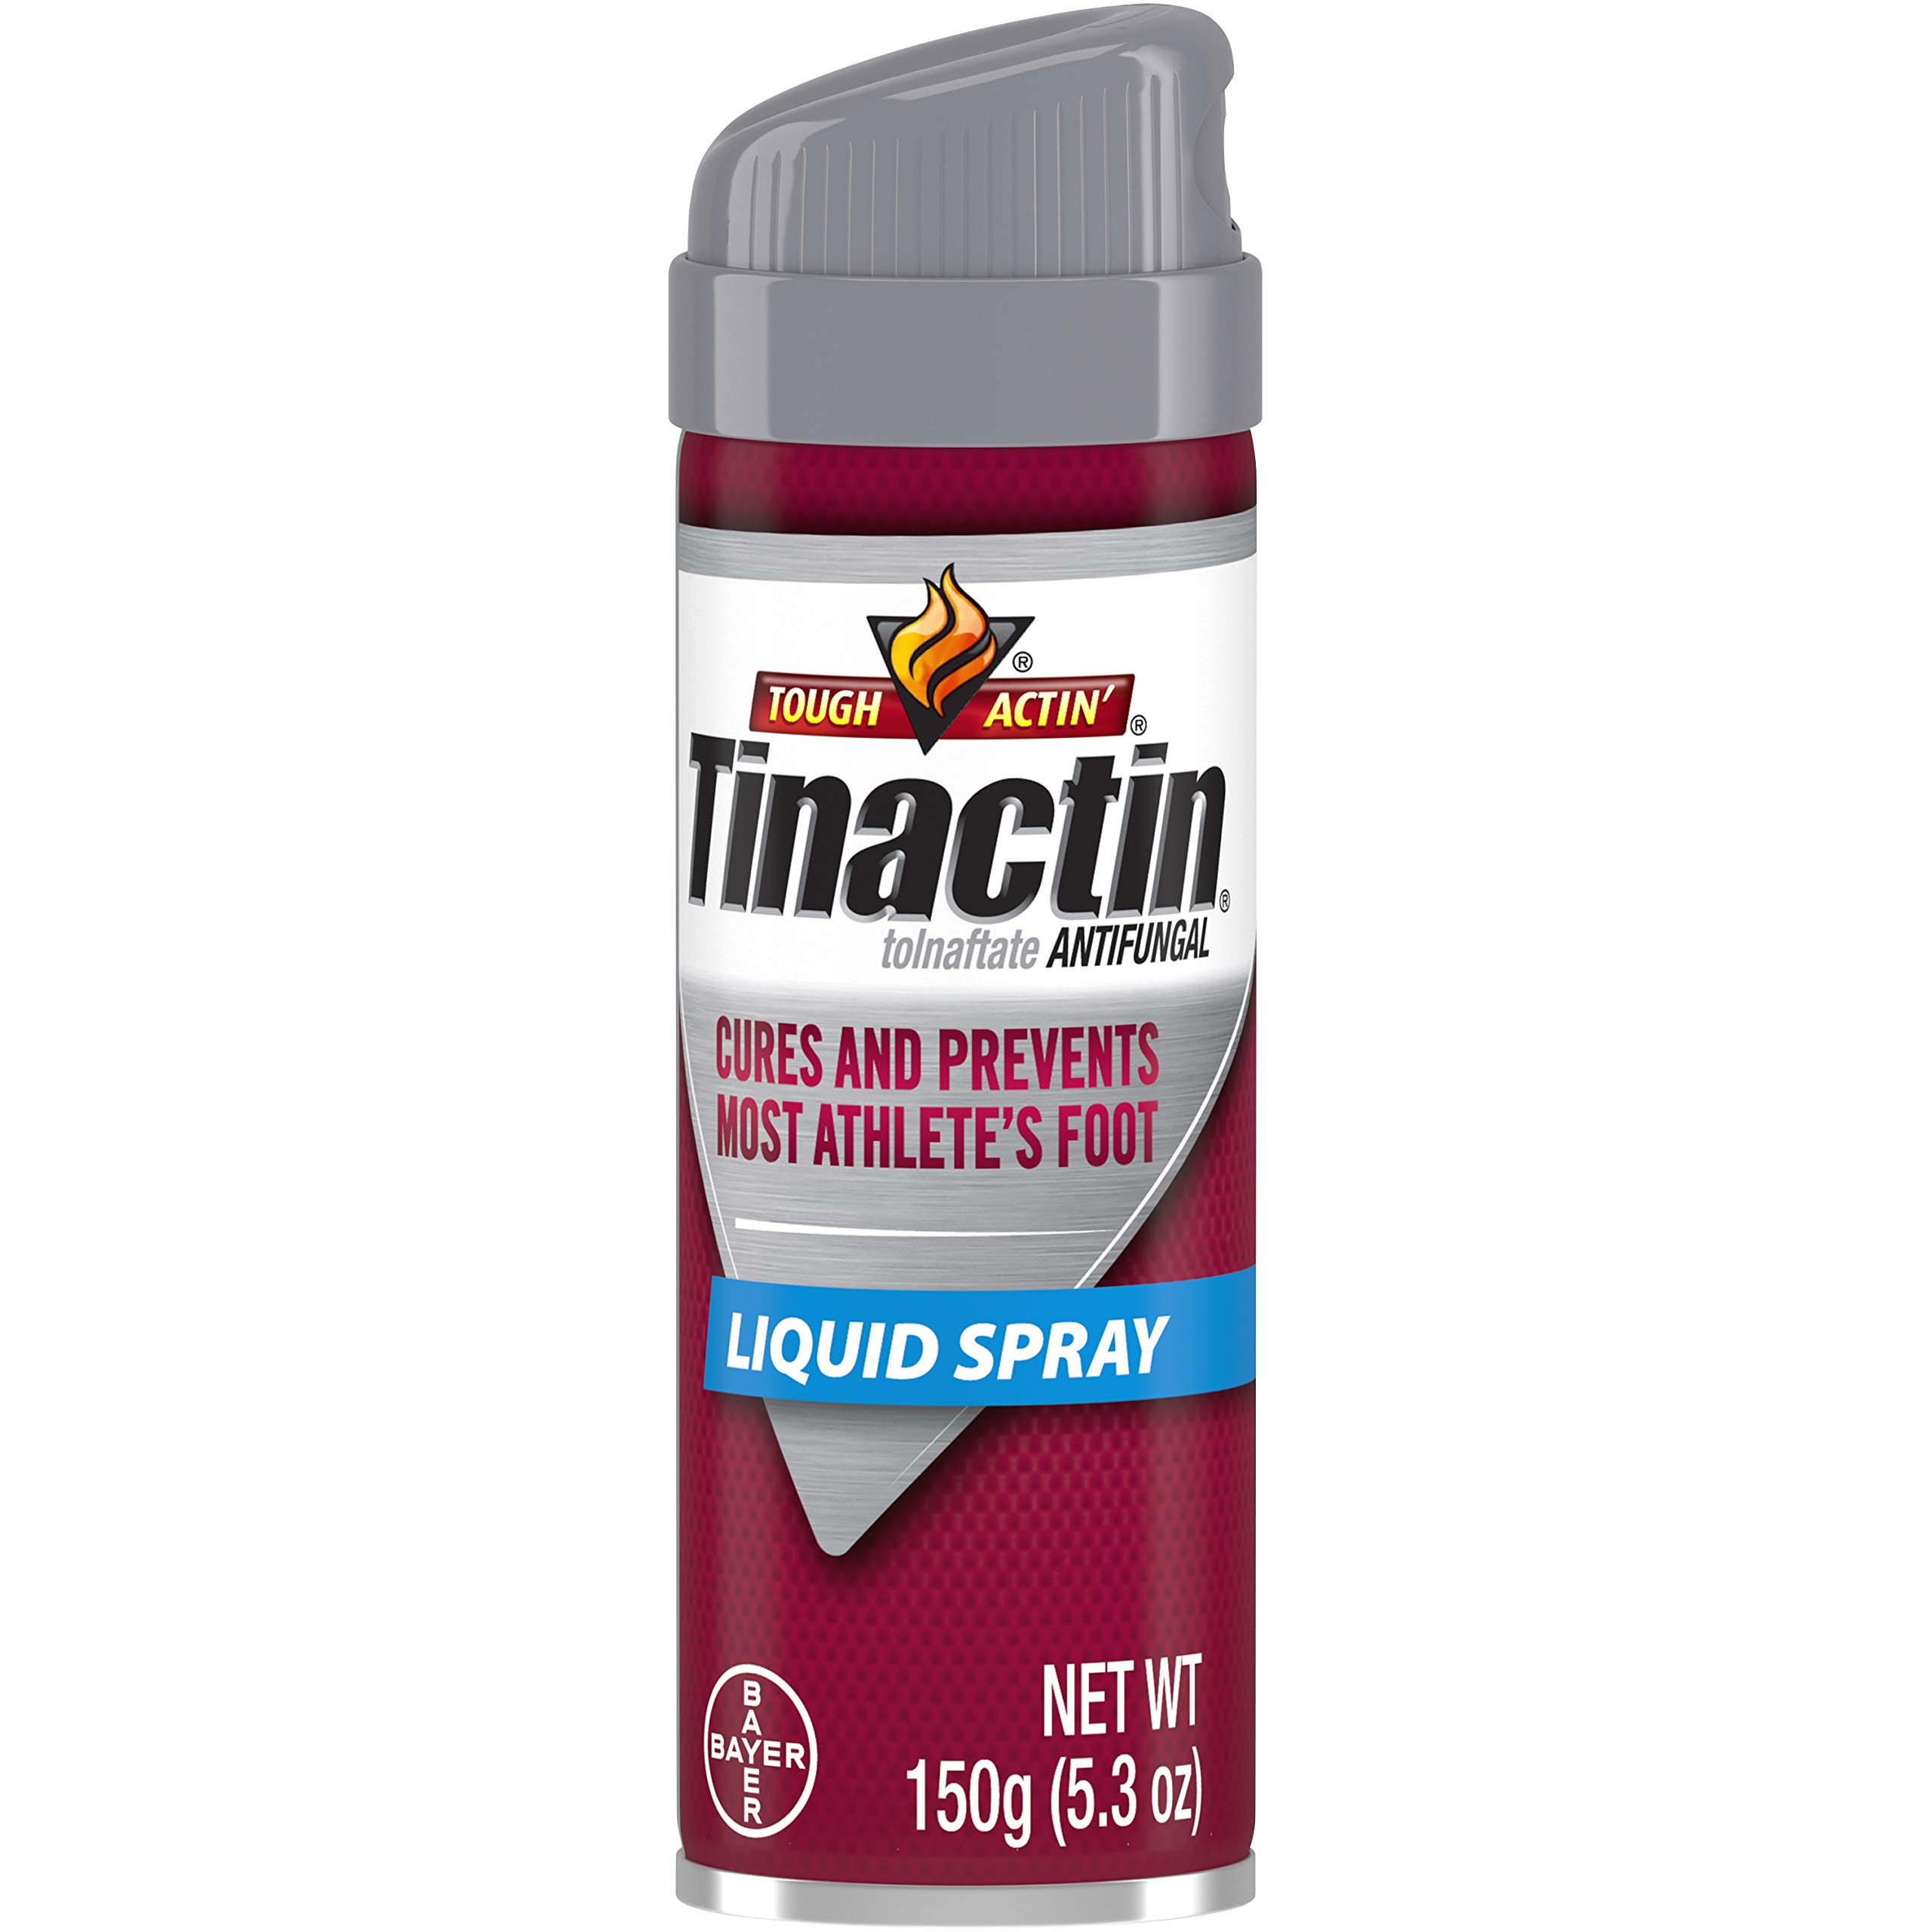 TOUGH ACTIN’®
Tinactin®
tolnaftate ANTIFUNGAL
CURES AND PREVENTS
MOST ATHLETE’S FOOT
LIQUID SPRAY
NET WT
150g (5.3 oz)
BAYER
BAYER